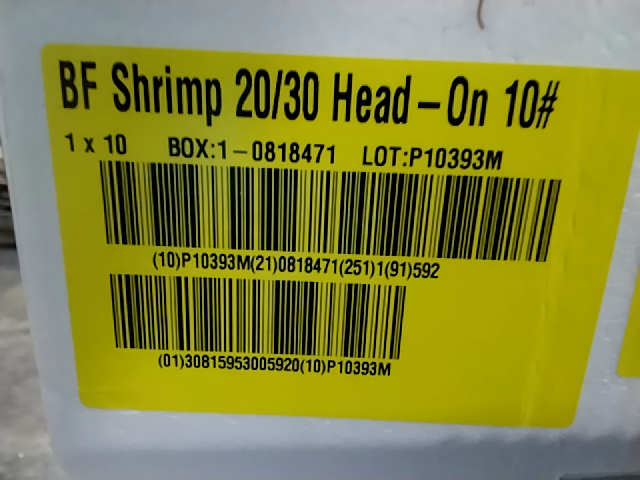 BF Shrimp 20/30 Head-On 10#
1 x 10 BOX:1-0818471 LOT:P10393M
(10)P10393M(21)0818471(251)1(91)592
(01)30815953005920(10)P10393M